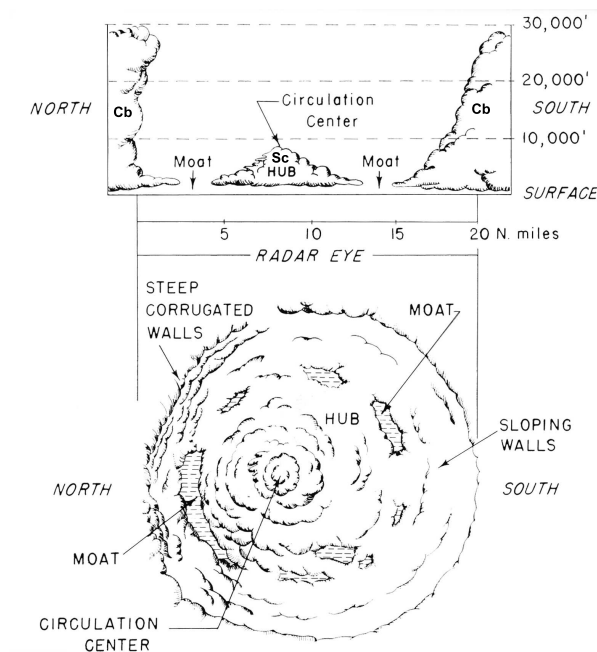 30,000'
20,000'
10,000'
NORTH
Cb
Circulation
Center
Cb
SOUTH
Moat
Sc
HUB
Moat
SURFACE
5 10 15 20 N. miles
RADAR EYE
STEEP
CORRUGATED
WALLS
MOAT
HUB
SLOPING
WALLS
NORTH
SOUTH
MOAT
CIRCULATION
CENTER